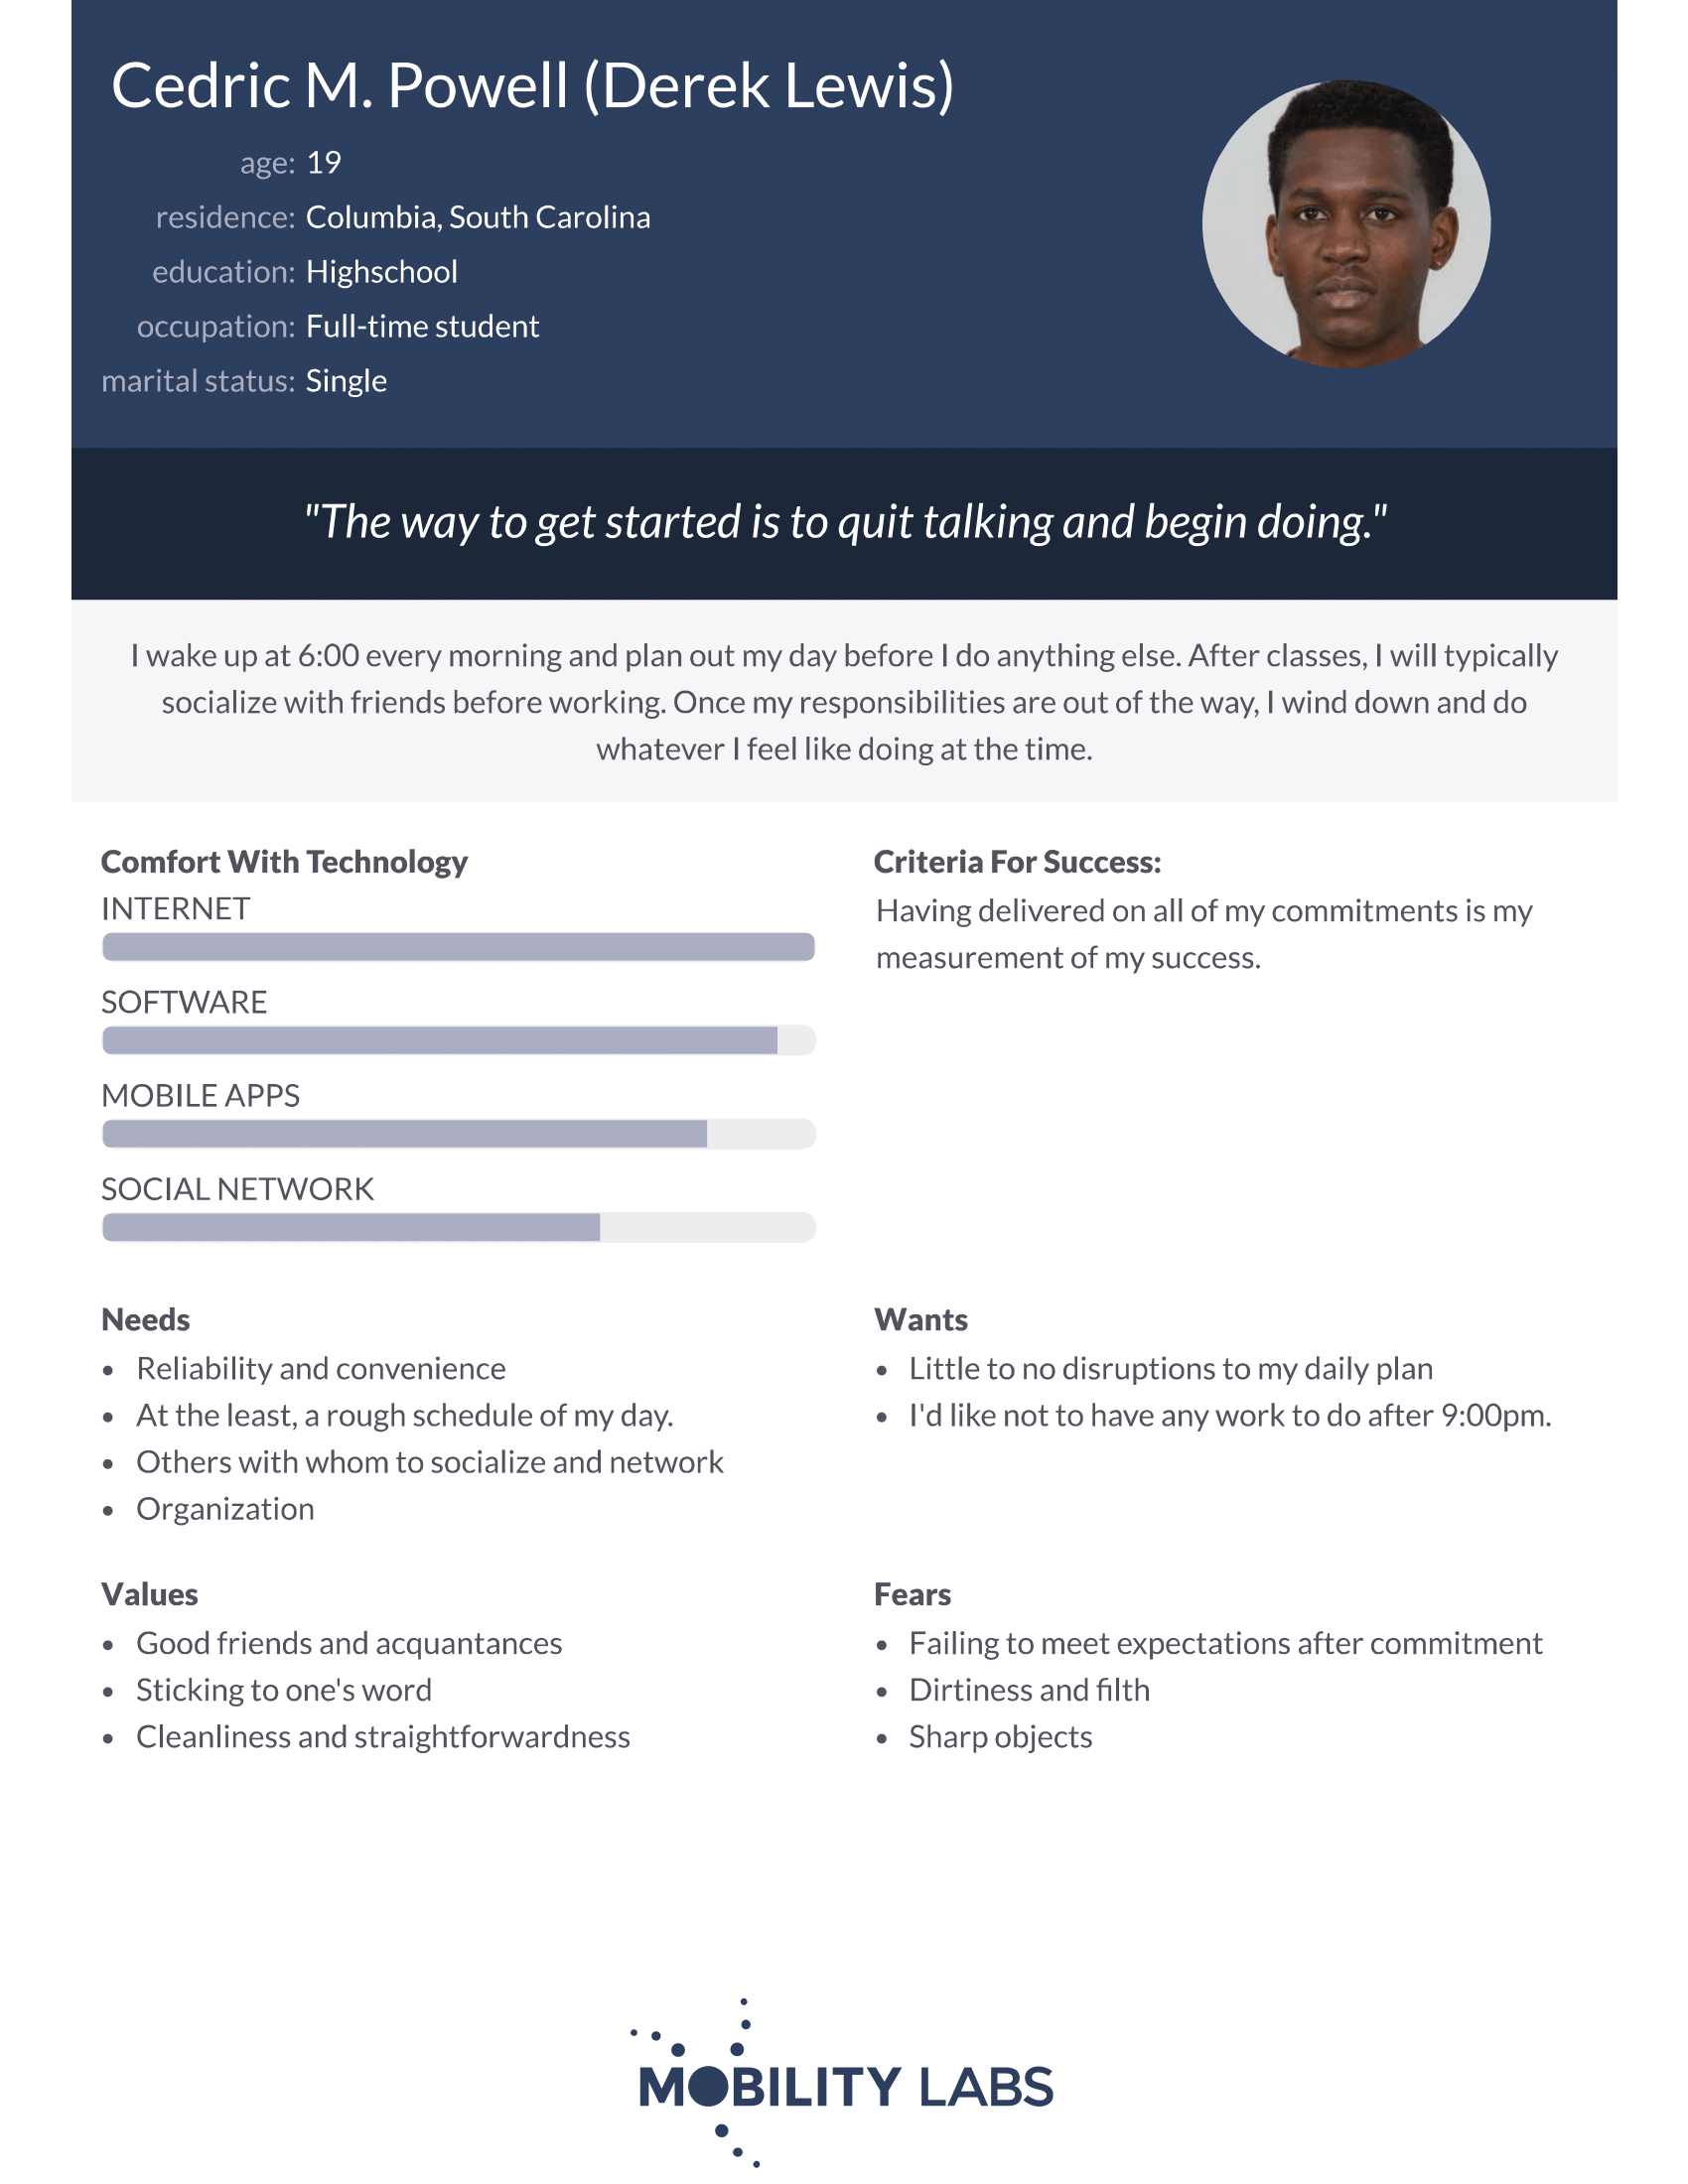 Cedric M. Powell (Derek Lewis)
age: 19
residence: Columbia, South Carolina
education: Highschool
occupation: Full-time student
marital status: Single
"The way to get started is to quit talking and begin doing."
I wake up at 6:00 every morning and plan out my day before I do anything else. After classes, I will typically
socialize with friends before working. Once my responsibilities are out of the way, I wind down and do
whatever I feel like doing at the time.
Comfort With Technology
INTERNET
SOFTWARE
MOBILE APPS
SOCIAL NETWORK
Criteria For Success:
Having delivered on all of my commitments is my
measurement of my success.
Needs
• Reliability and convenience
• At the least, a rough schedule of my day.
• Others with whom to socialize and network
• Organization
Wants
• Little to no disruptions to my daily plan
• I'd like not to have any work to do after 9:00pm.
Values
• Good friends and acquantances
• Sticking to one's word
• Cleanliness and straightforwardness
Fears
• Failing to meet expectations after commitment
• Dirtiness and filth
• Sharp objects
MOBILITY LABS